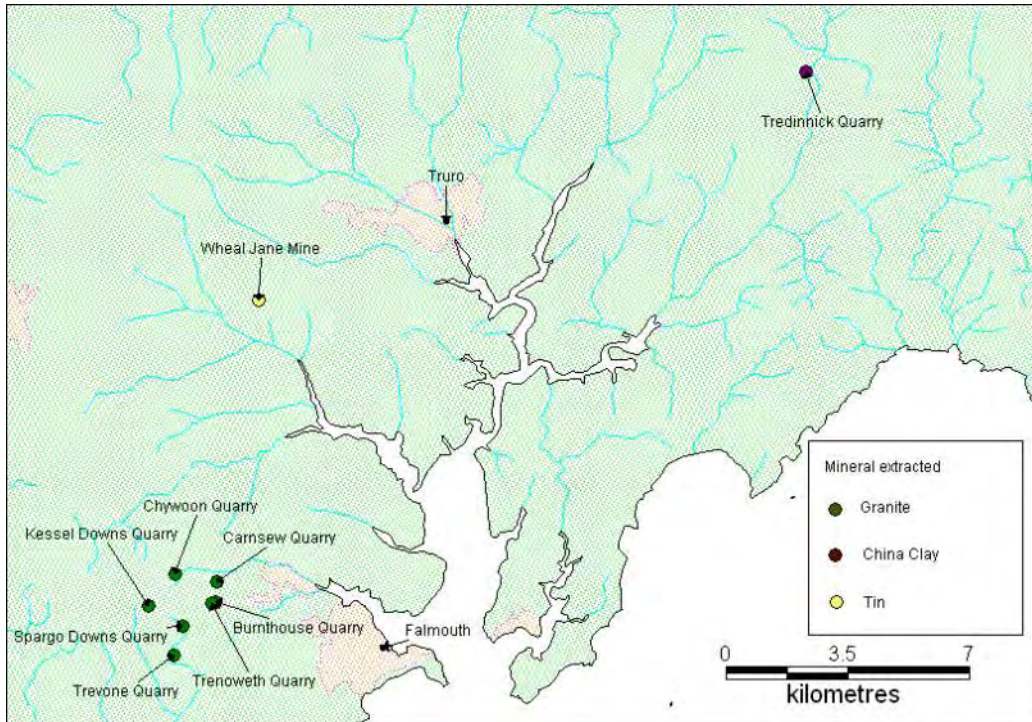 Tredinnick Quarry
Truro
Wheal Jane Mine
Mineral extracted
Granite
China Clay
Tin
Chywoon Quarry
Kessel Downs Quarry
Carnsew Quarry
Spargo Downs Quarry
Burnthouse Quarry
Falmouth
Trevone Quarry
Trenoweth Quarry
0 3.5 7
kilometres